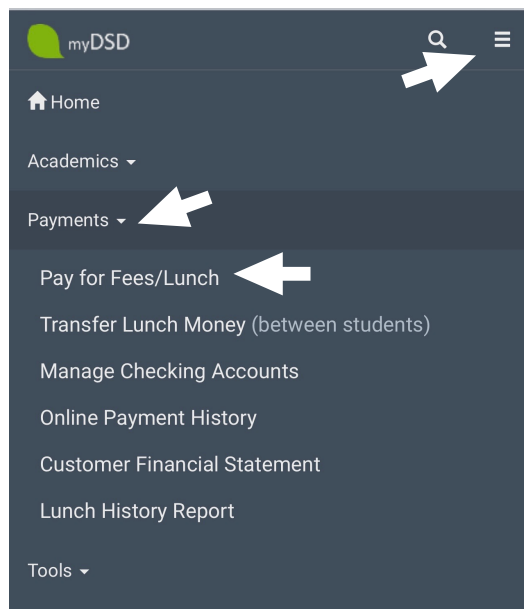 myDSD
Home
Academics
Payments
Pay for Fees/Lunch
Transfer Lunch Money (between students)
Manage Checking Accounts
Online Payment History
Customer Financial Statement
Lunch History Report
Tools